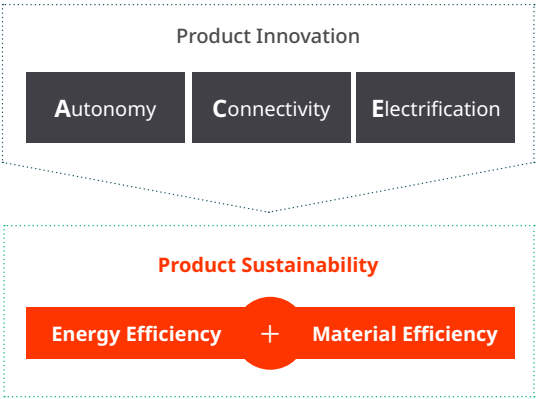 Product Innovation
Autonomy Connectivity Electrification
Product Sustainability
Energy Efficiency + Material Efficiency